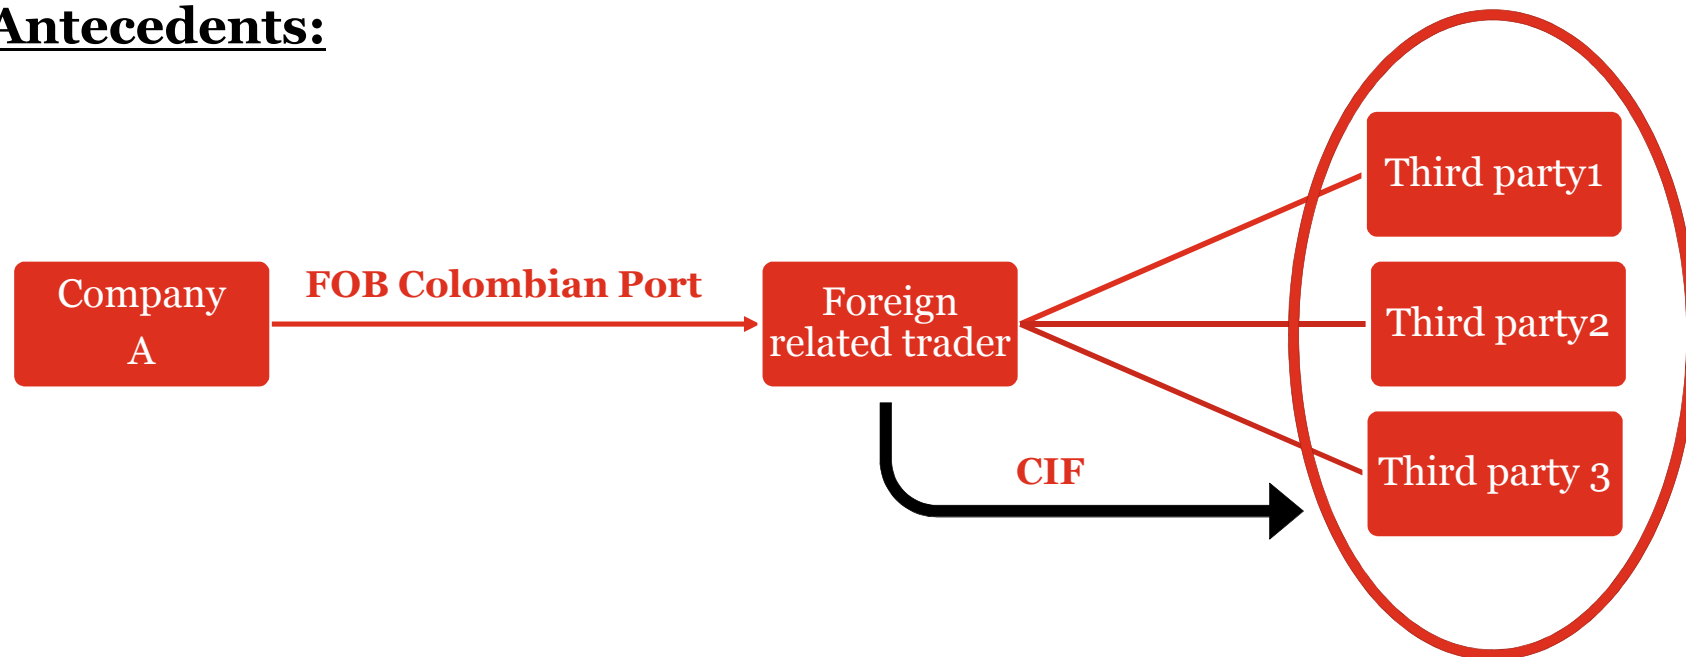 Antecedents:
Company
A
FOB Colombian Port
Foreign
related trader
CIF
Third party1
Third party2
Third party 3